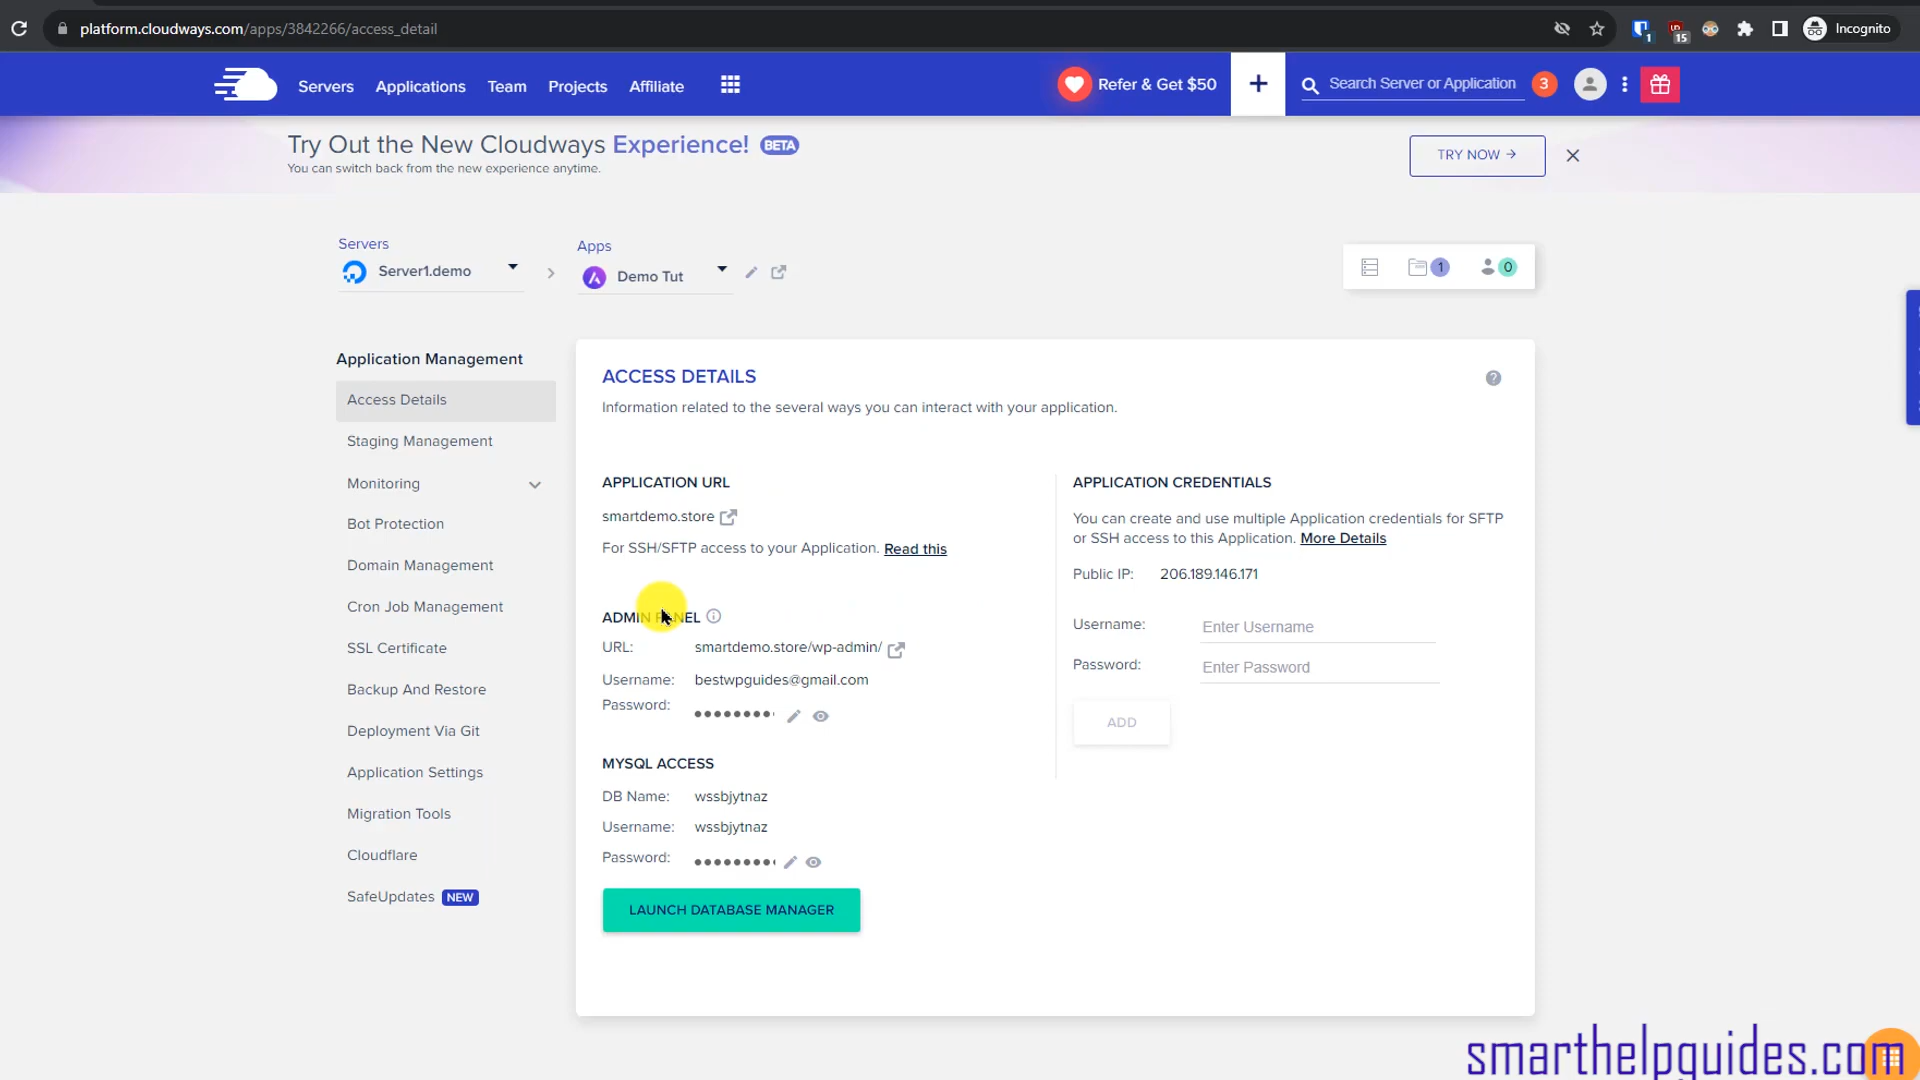 platform.cloudways.com/apps/3842266/access_detail
1
15
Incognito
Servers
Applications
Team
Projects
Affiliate
Refer & Get $50
+
Search Server or Application
3
Try Out the New Cloudways Experience! BETA
You can switch back from the new experience anytime.
TRY NOW →
Servers
Server1.demo
Apps
Demo Tut
1
0
Application Management
Access Details
Staging Management
Monitoring
Bot Protection
Domain Management
Cron Job Management
SSL Certificate
Backup And Restore
Deployment Via Git
Application Settings
Migration Tools
Cloudflare
SafeUpdates NEW
ACCESS DETAILS
Information related to the several ways you can interact with your application.
APPLICATION URL
smartdemo.store
For SSH/SFTP access to your Application. Read this
ADMIN PANEL
URL: smartdemo.store/wp-admin/
Username: bestwpguides@gmail.com
Password:
MYSQL ACCESS
DB Name: wssbjytnaz
Username: wssbjytnaz
Password:
LAUNCH DATABASE MANAGER
APPLICATION CREDENTIALS
You can create and use multiple Application credentials for SFTP
or SSH access to this Application. More Details
Public IP: 206.189.146.171
Username: Enter Username
Password: Enter Password
ADD
smarthelpguides.com